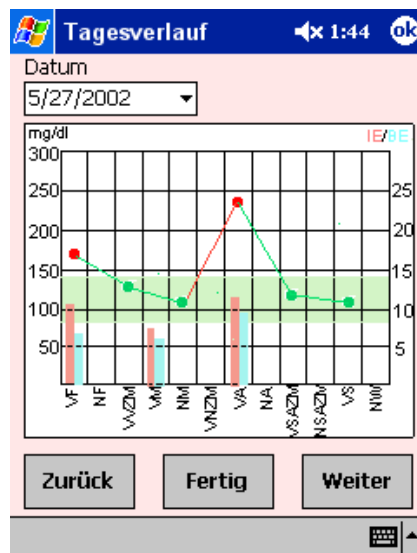 Tagesverlauf 1:44 ok
Datum
5/27/2002
mg/dl IE/BE
300
250 25
200 20
150 15
100 10
50 5
VF NF VVZM VM NM VNZM VA NA VSAZM NSAZM VS NW
Zurück Fertig Weiter